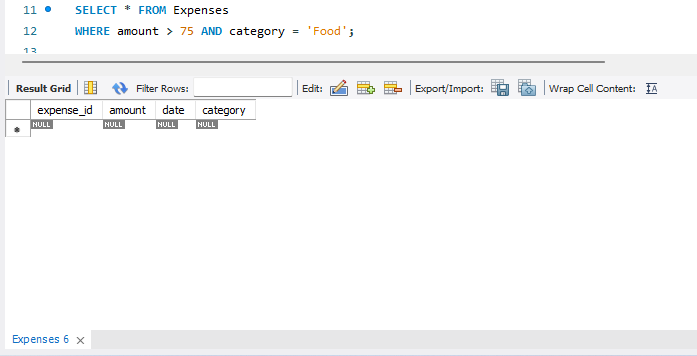 11 SELECT * FROM Expenses
12 WHERE amount > 75 AND category = 'Food';
13
Result Grid Filter Rows: Edit: Export/Import: Wrap Cell Content: IA
expense_id amount date category
* NULL NULL NULL NULL
Expenses 6 ×